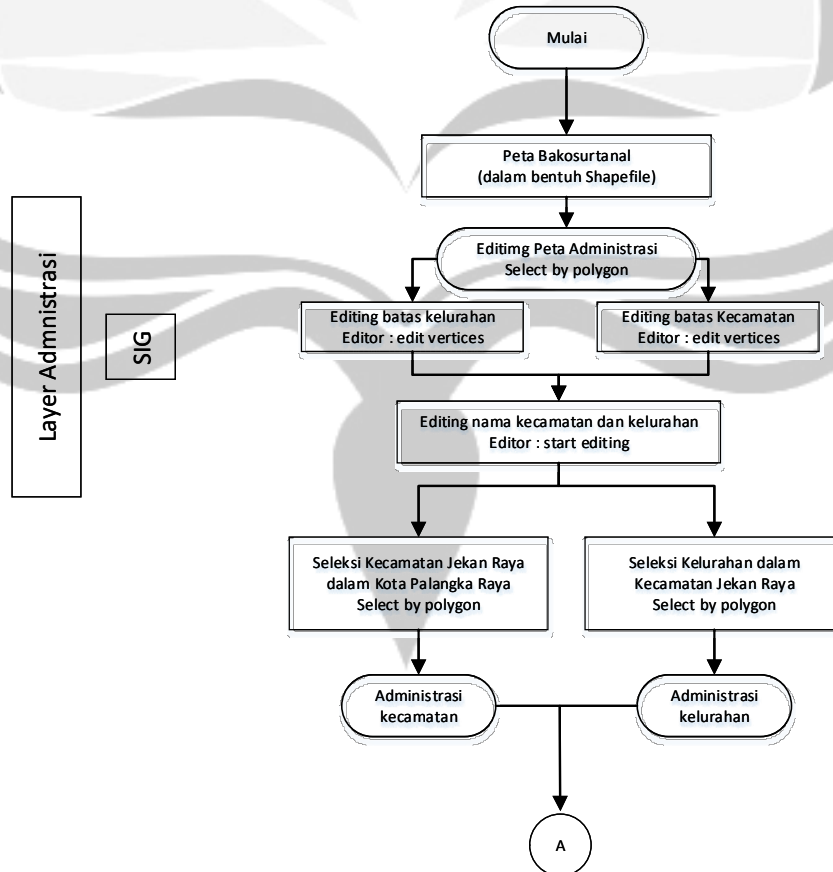 Mulai
Peta Bakosurtanal
(dalam bentuh Shapefile)
Editimg Peta Administrasi
Select by polygon
Editing batas kelurahan
Editor : edit vertices
Editing batas Kecamatan
Editor : edit vertices
Layer Admnistrasi
SIG
Editing nama kecamatan dan kelurahan
Editor : start editing
Seleksi Kecamatan Jekan Raya
dalam Kota Palangka Raya
Select by polygon
Seleksi Kelurahan dalam
Kecamatan Jekan Raya
Select by polygon
Administrasi
kecamatan
Administrasi
kelurahan
A